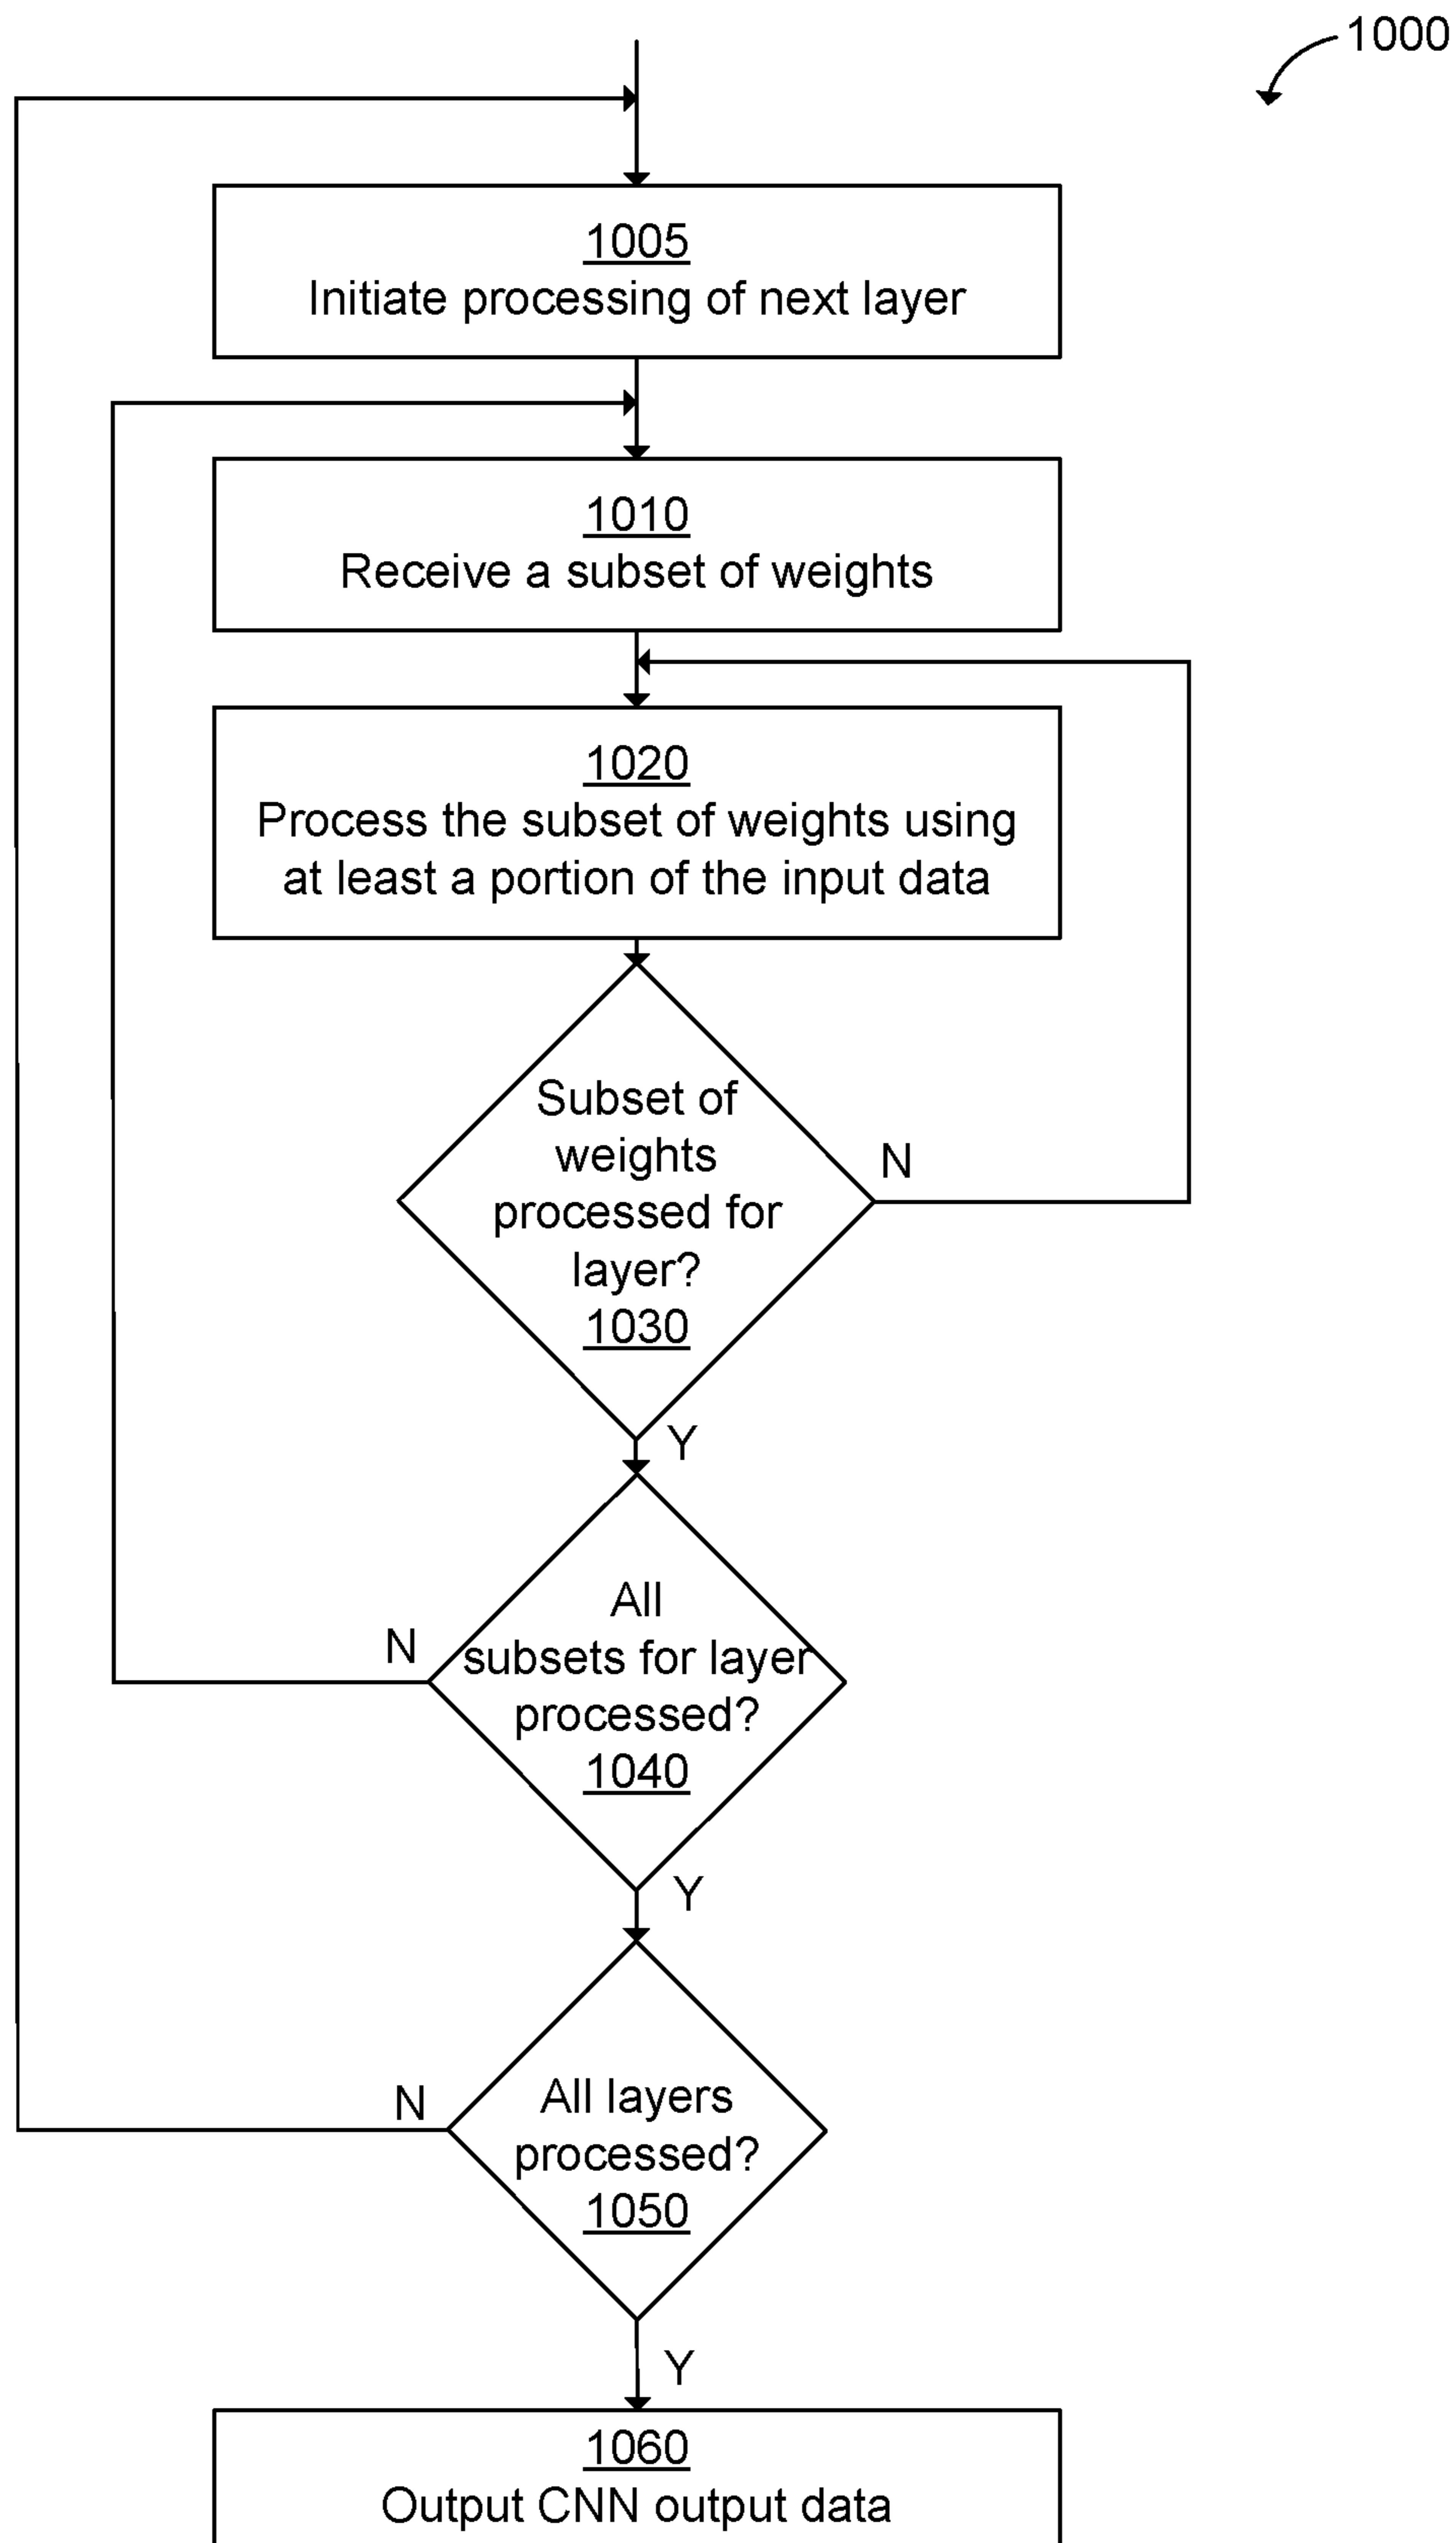 1000
1005
Initiate processing of next layer
1010
Receive a subset of weights
1020
Process the subset of weights using
at least a portion of the input data
Subset of
weights
processed for
layer?
1030
N
Y
All
subsets for layer
processed?
1040
N
Y
All layers
processed?
1050
N
Y
1060
Output CNN output data